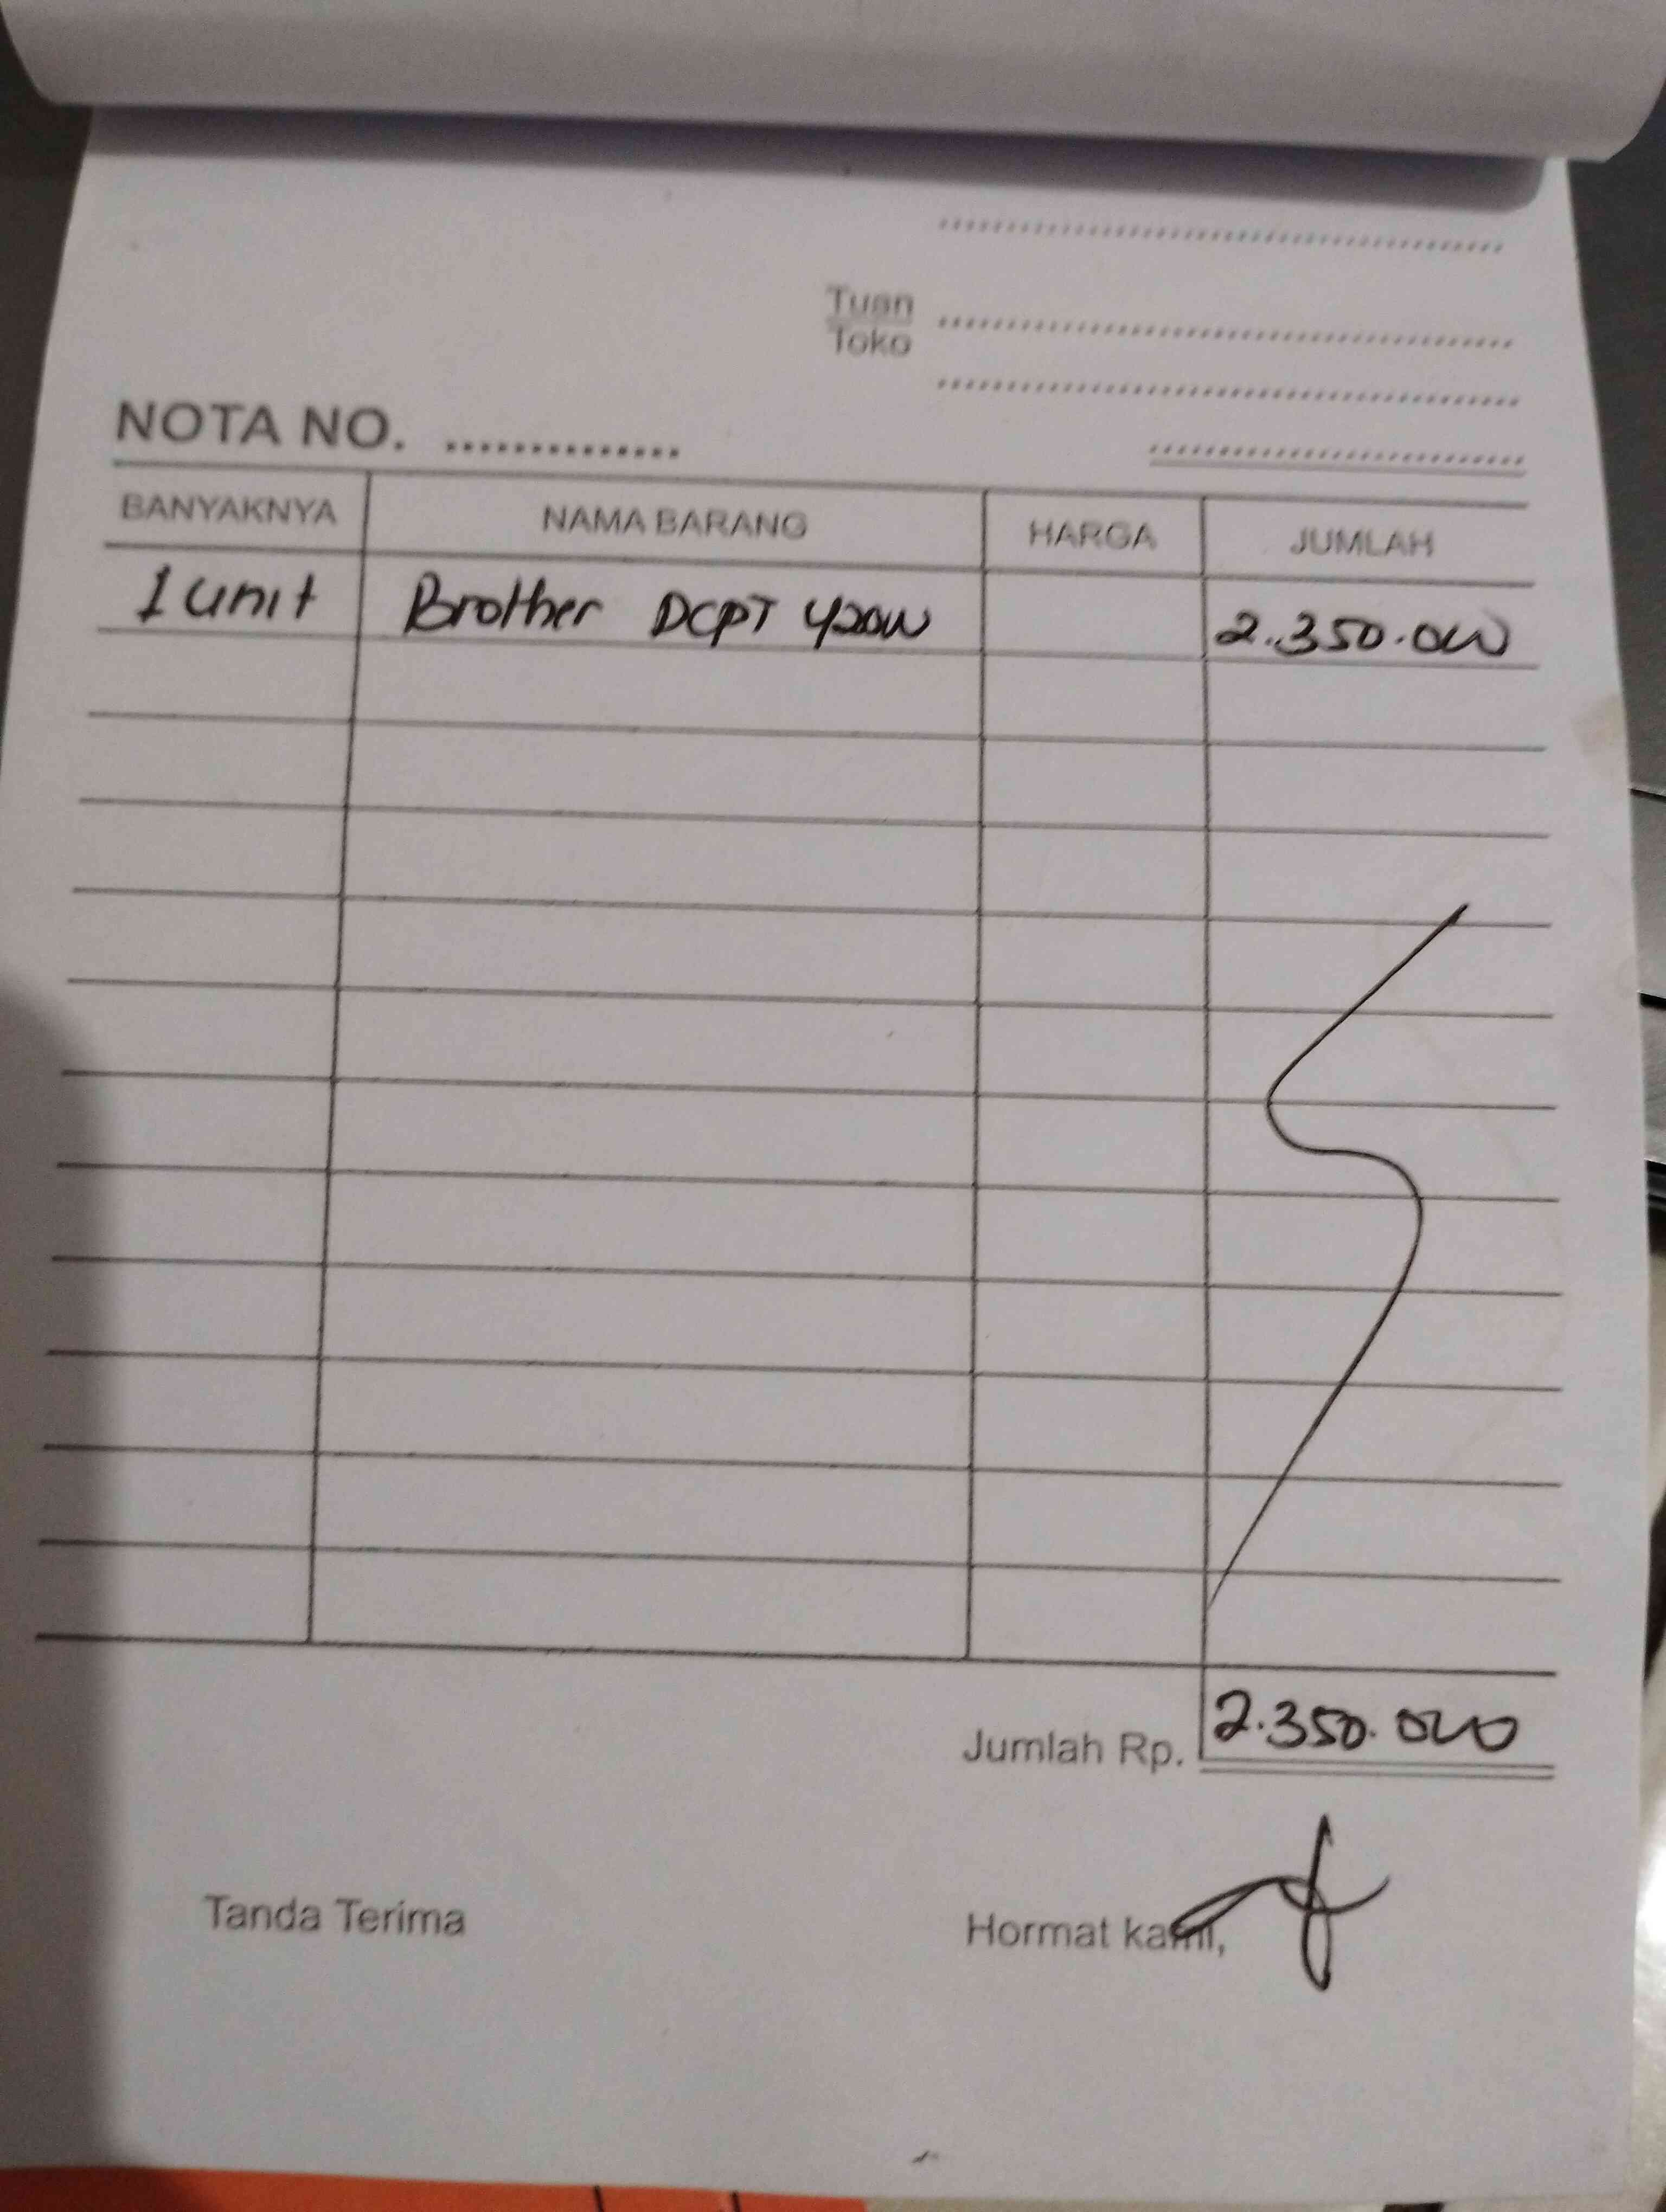 Tuan
Toko
NOTA NO. ..............
BANYAKNYA NAMA BARANG HARGA JUMLAH
1 unit Brother DCPT 420W 2.350.000
Jumlah Rp. 2.350.000
Tanda Terima Hormat kami,